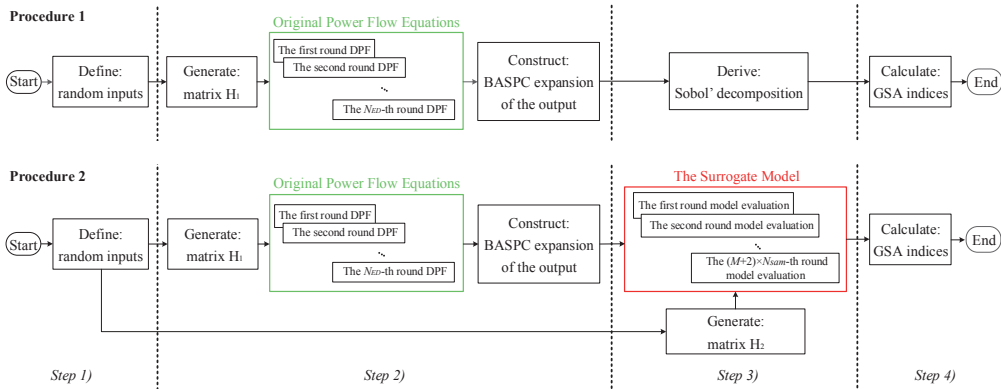 Procedure 1
Original Power Flow Equations
Start
Define:
random inputs
Generate:
matrix H1
The first round DPF
The second round DPF
...
The NED-th round DPF
Construct:
BASPC expansion
of the output
Derive:
Sobol' decomposition
Calculate:
GSA indices
End
Procedure 2
Original Power Flow Equations
The Surrogate Model
Start
Define:
random inputs
Generate:
matrix H1
The first round DPF
The second round DPF
...
The NED-th round DPF
Construct:
BASPC expansion
of the output
The first round model evaluation
The second round model evaluation
...
The (M+2)×Nsam-th round
model evaluation
Calculate:
GSA indices
End
Generate:
matrix H2
Step 1)
Step 2)
Step 3)
Step 4)